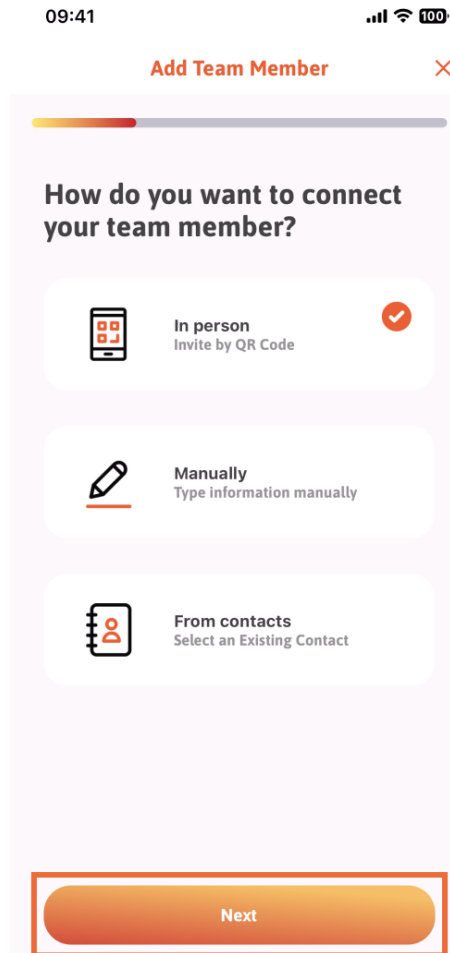 09:41
100
Add Team Member
How do you want to connect
your team member?
In person
Invite by QR Code
Manually
Type information manually
From contacts
Select an Existing Contact
Next